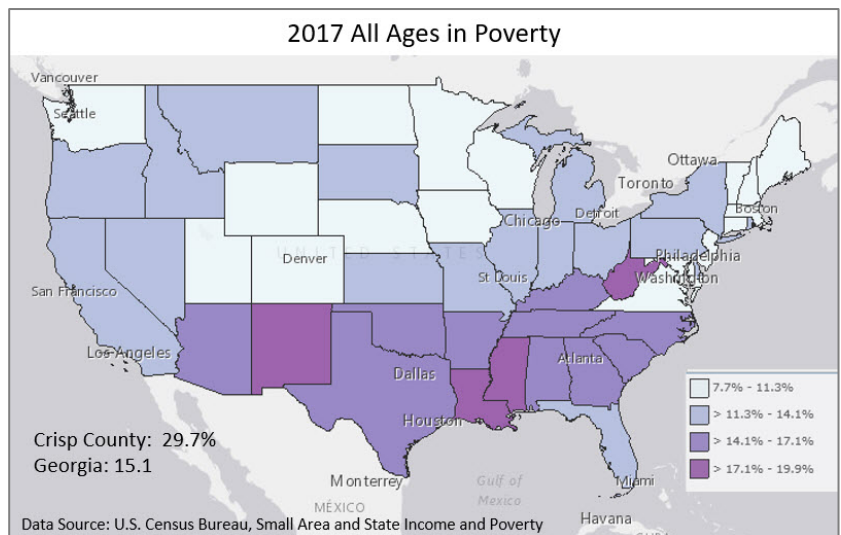 2017 All Ages in Poverty
Vancouver
Seattle
Ottawa
Toronto
Boston
Chicago
Detroit
UNITED STATES
Denver
Philadelphia
St Louis
Washington
San Francisco
Los Angeles
Atlanta
Dallas
Houston
7.7% - 11.3%
> 11.3% - 14.1%
> 14.1% - 17.1%
> 17.1% - 19.9%
Crisp County: 29.7%
Georgia: 15.1
Monterrey
Gulf of
Mexico
Miami
MÉXICO
Havana
Data Source: U.S. Census Bureau, Small Area and State Income and Poverty